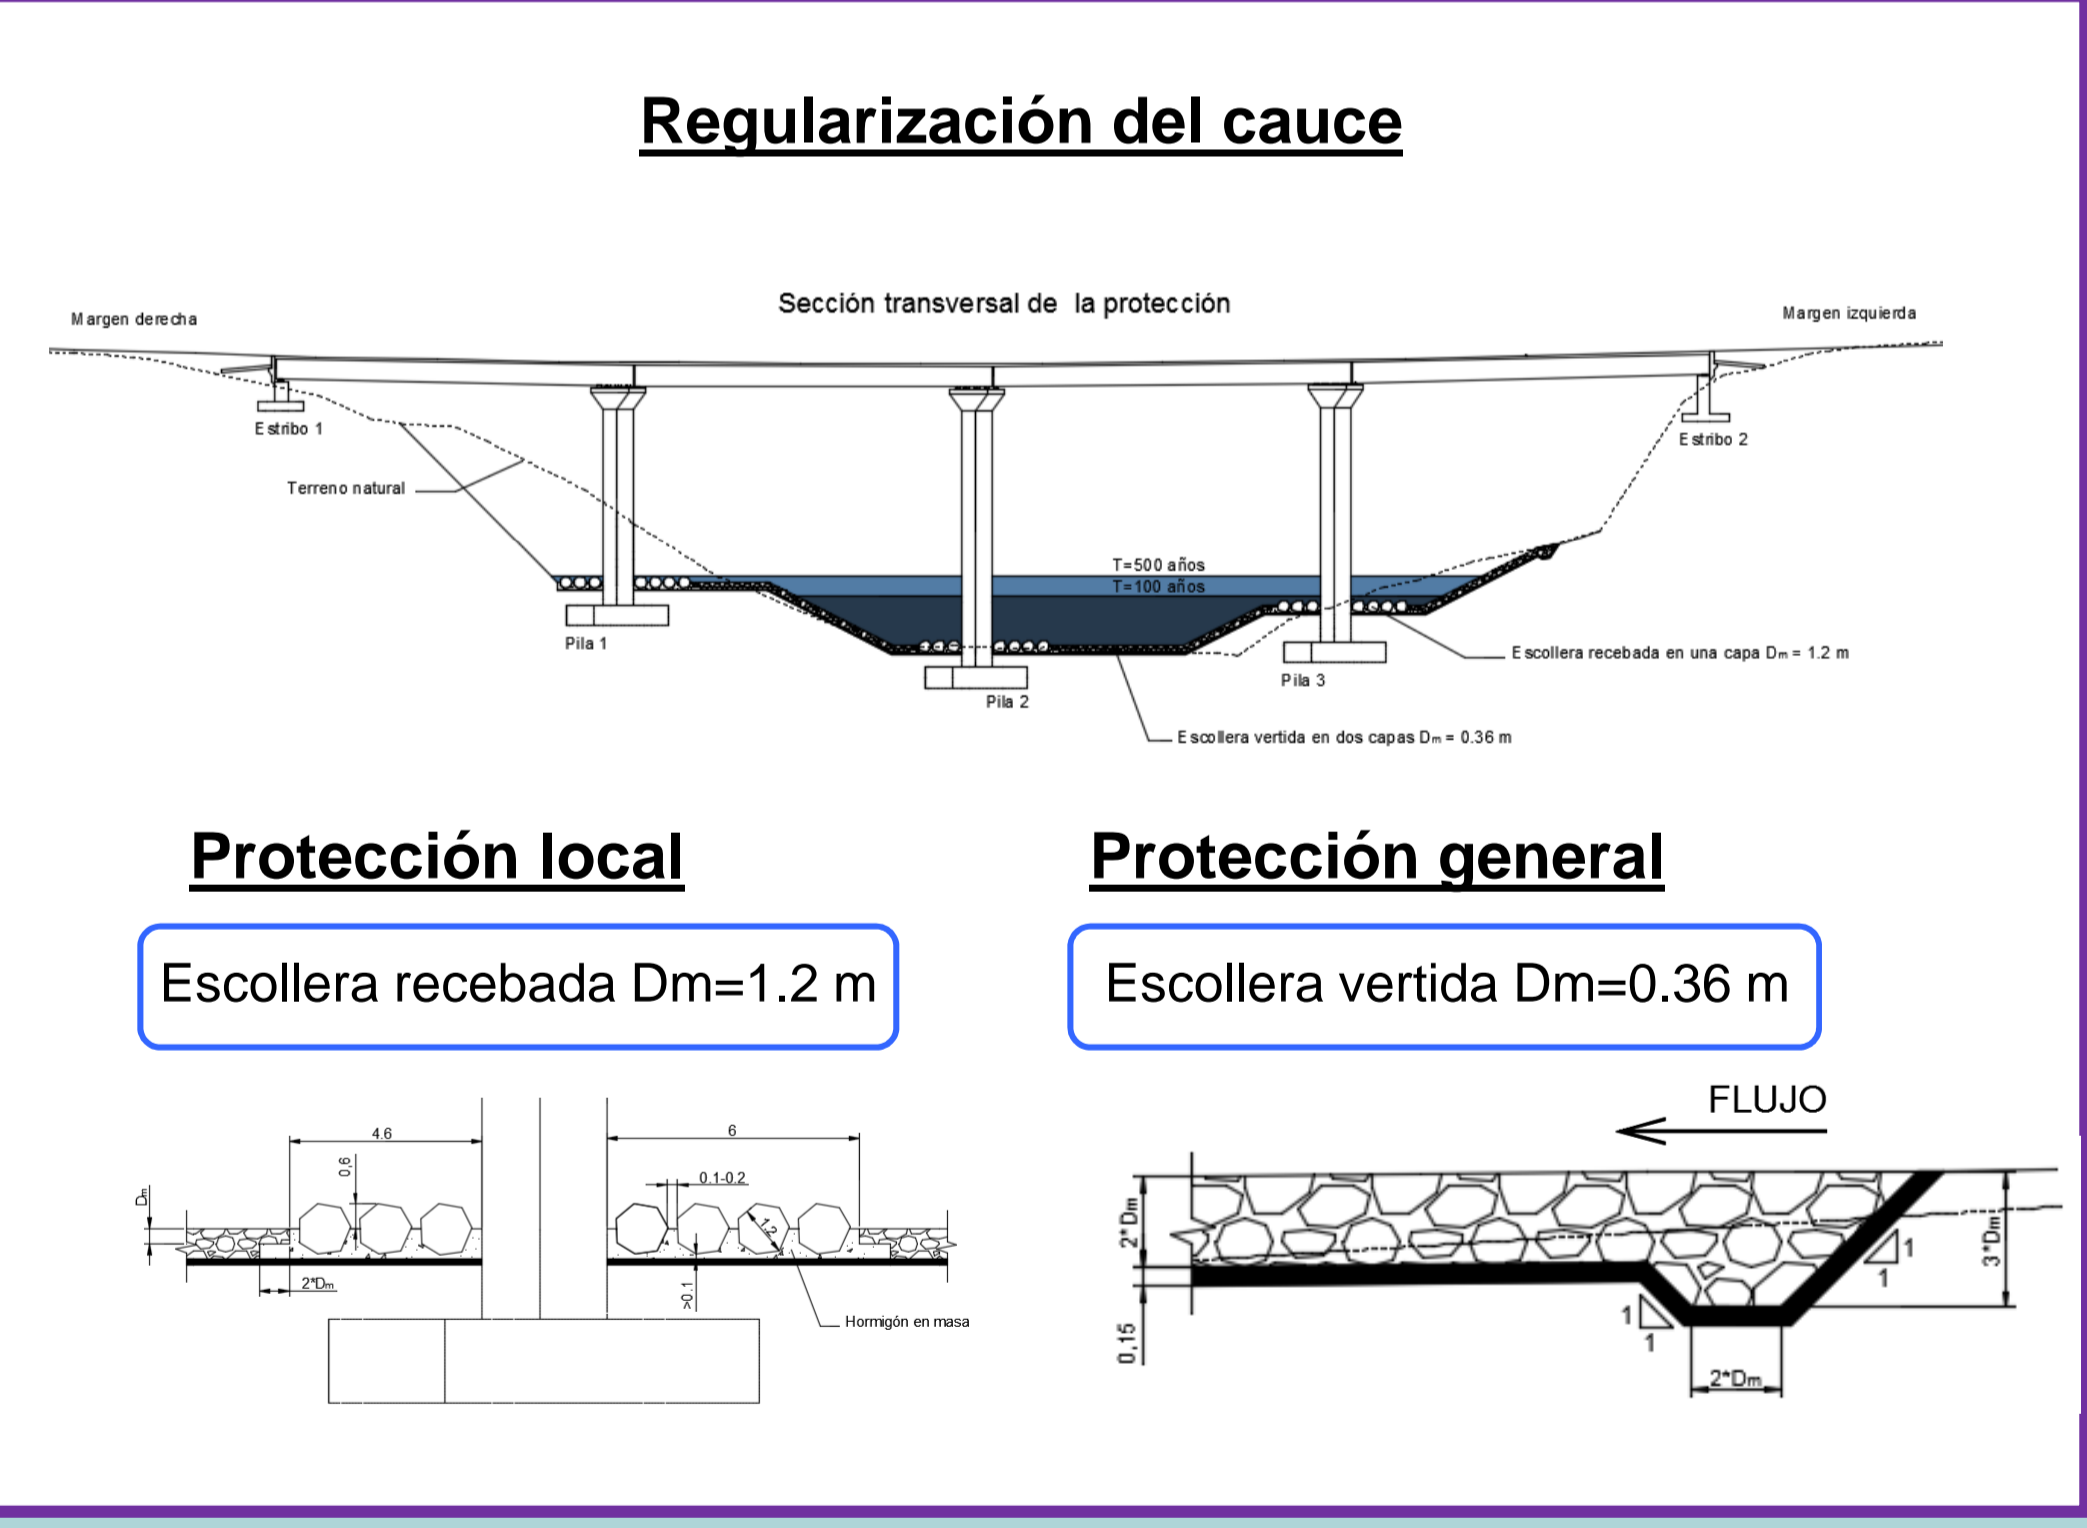 Regularización del cauce
Sección transversal de la protección
Margen derecha
Margen izquierda
Estribo 1
Estribo 2
Terreno natural
T=500 años
T=100 años
Pila 1
Pila 2
Pila 3
Escollera recebada en una capa Dm = 1.2 m
Escollera vertida en dos capas Dm = 0.36 m
Protección local
Protección general
Escollera recebada Dm=1.2 m
Escollera vertida Dm=0.36 m
FLUJO
4.6
6
0,6
0.1-0.2
Dm
1.2
2*Dm
>0.1
Hormigón en masa
2*Dm
0,15
3*Dm
1
1
1
1
2*Dm